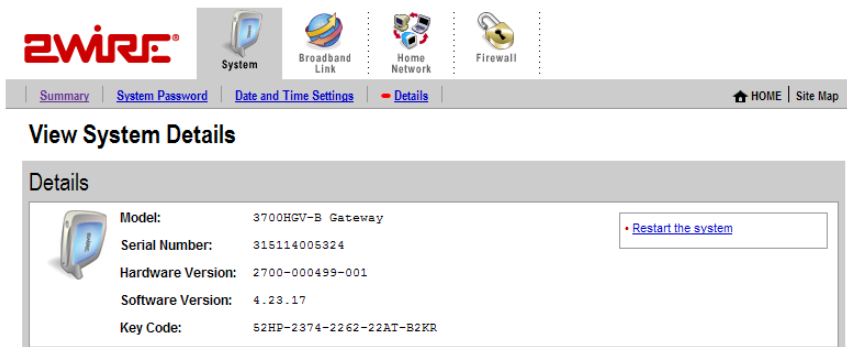 2WIRE®
System
Broadband Link
Home Network
Firewall
Summary | System Password | Date and Time Settings | Details | HOME | Site Map
View System Details
Details
Model: 3700HGV-B Gateway
Serial Number: 315114005324
Hardware Version: 2700-000499-001
Software Version: 4.23.17
Key Code: 52HP-2374-2262-22AT-B2KR
• Restart the system